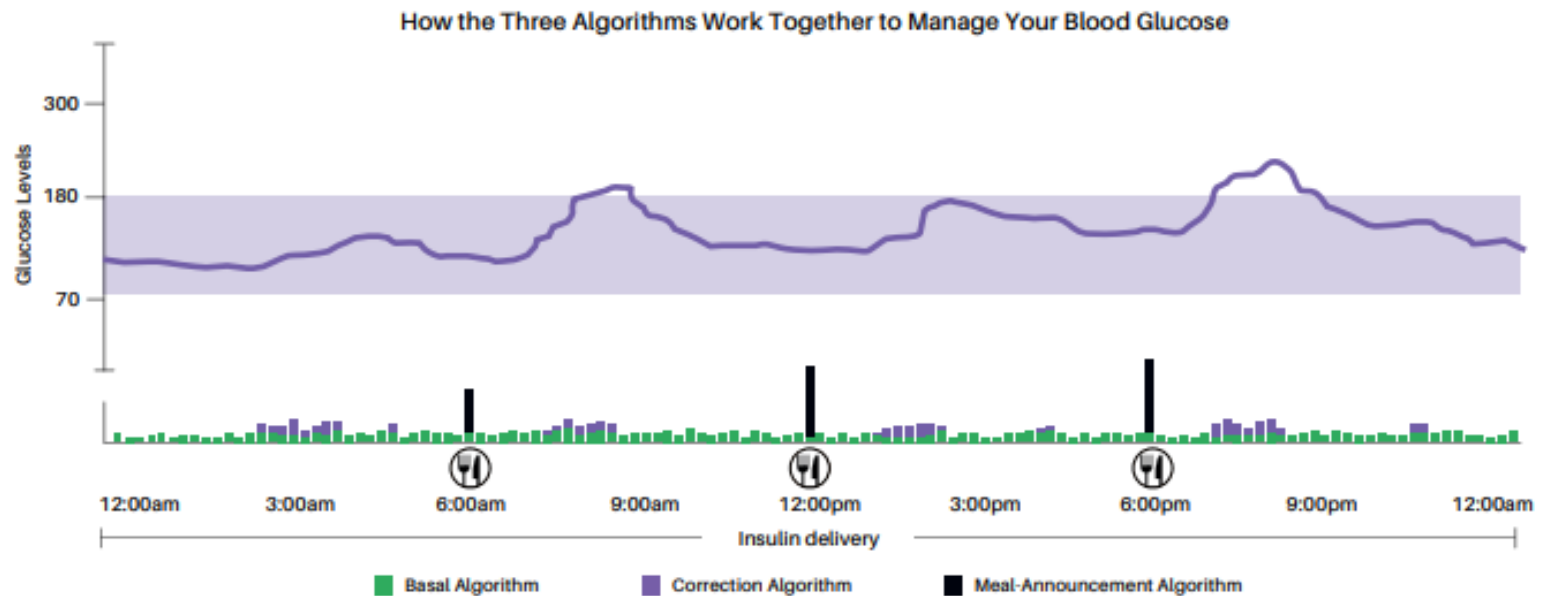 How the Three Algorithms Work Together to Manage Your Blood Glucose
Glucose Levels
300
180
70
12:00am 3:00am 6:00am 9:00am 12:00pm 3:00pm 6:00pm 9:00pm 12:00am
Insulin delivery
Basal Algorithm Correction Algorithm Meal-Announcement Algorithm